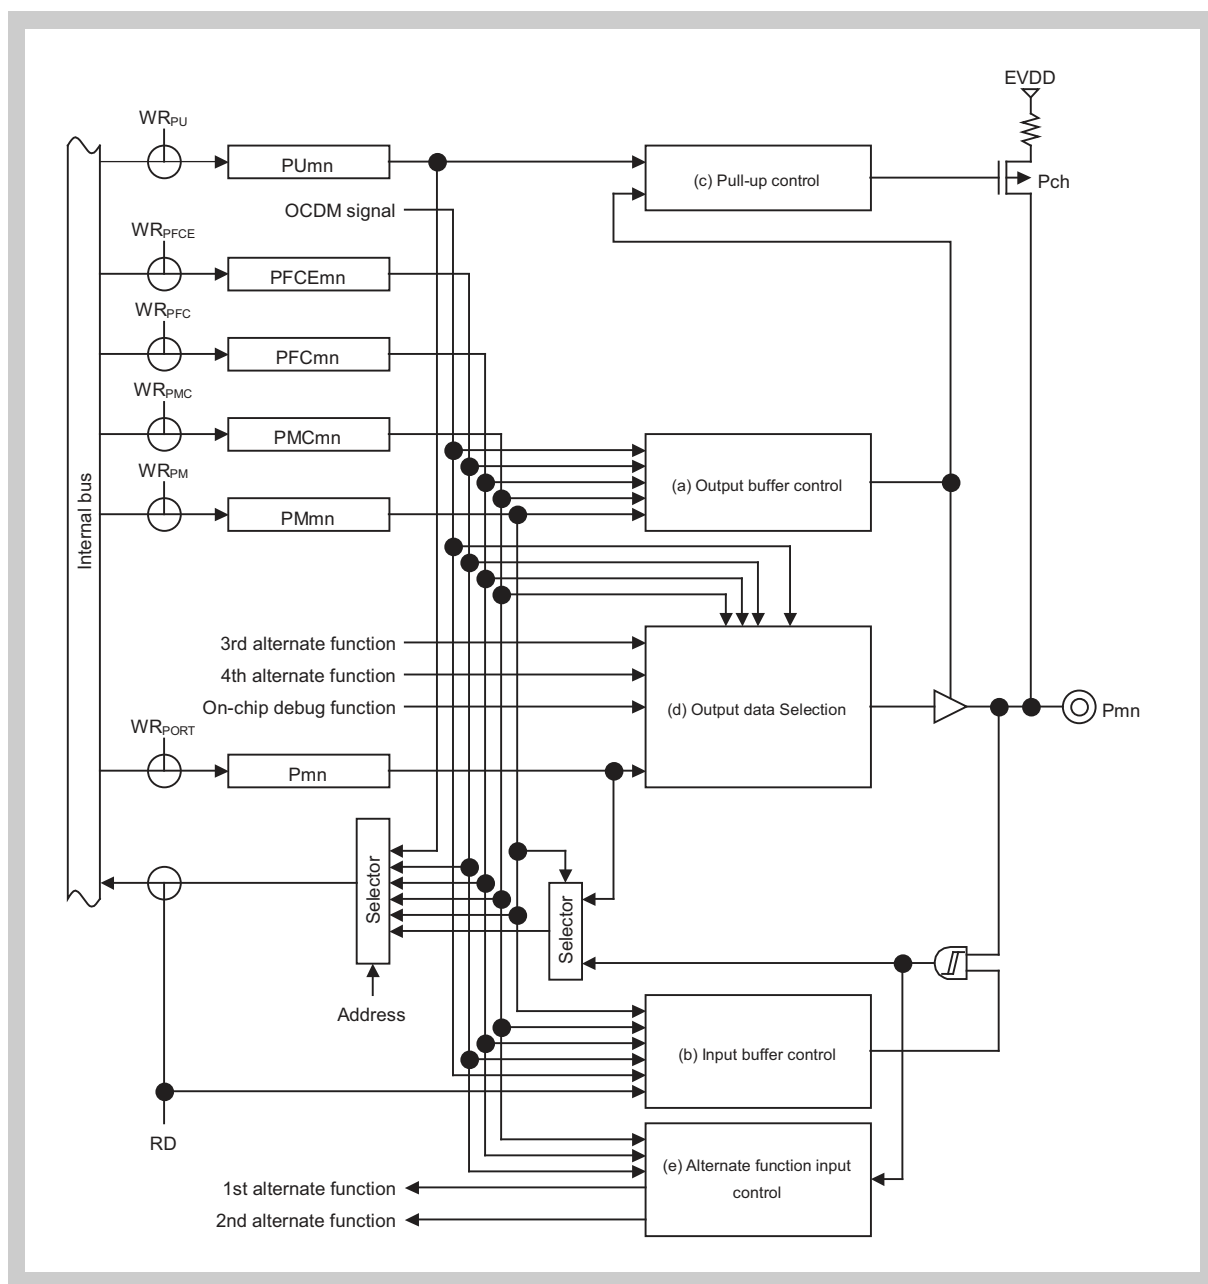 EVDD
WRPU
PUmn
(c) Pull-up control
Pch
OCDM signal
WRPFCE
PFCEmn
WRPFC
PFCmn
WRPMC
PMCmn
(a) Output buffer control
WRPM
PMmn
Internal bus
3rd alternate function
4th alternate function
On-chip debug function
(d) Output data Selection
Pmn
WRPORT
Pmn
Selector
Selector
Address
(b) Input buffer control
RD
(e) Alternate function input
control
1st alternate function
2nd alternate function